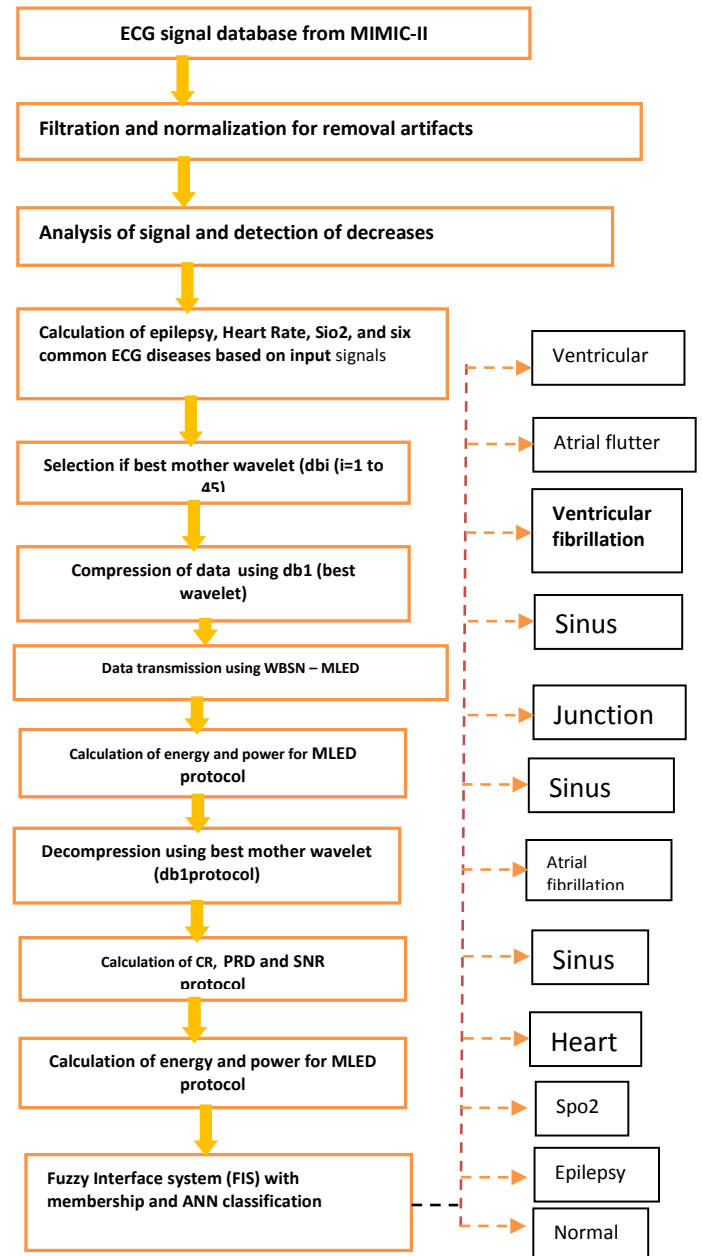 ECG signal database from MIMIC-II
Filtration and normalization for removal artifacts
Analysis of signal and detection of decreases
Calculation of epilepsy, Heart Rate, Sio2, and six
common ECG diseases based on input signals
Selection if best mother wavelet (dbi (i=1 to
45)
Compression of data using db1 (best
wavelet)
Data transmission using WBSN – MLED
Calculation of energy and power for MLED
protocol
Decompression using best mother wavelet
(db1protocol)
Calculation of CR, PRD and SNR
protocol
Calculation of energy and power for MLED
protocol
Fuzzy Interface system (FIS) with
membership and ANN classification
Ventricular
Atrial flutter
Ventricular
fibrillation
Sinus
Junction
Sinus
Atrial
fibrillation
Sinus
Heart
Spo2
Epilepsy
Normal